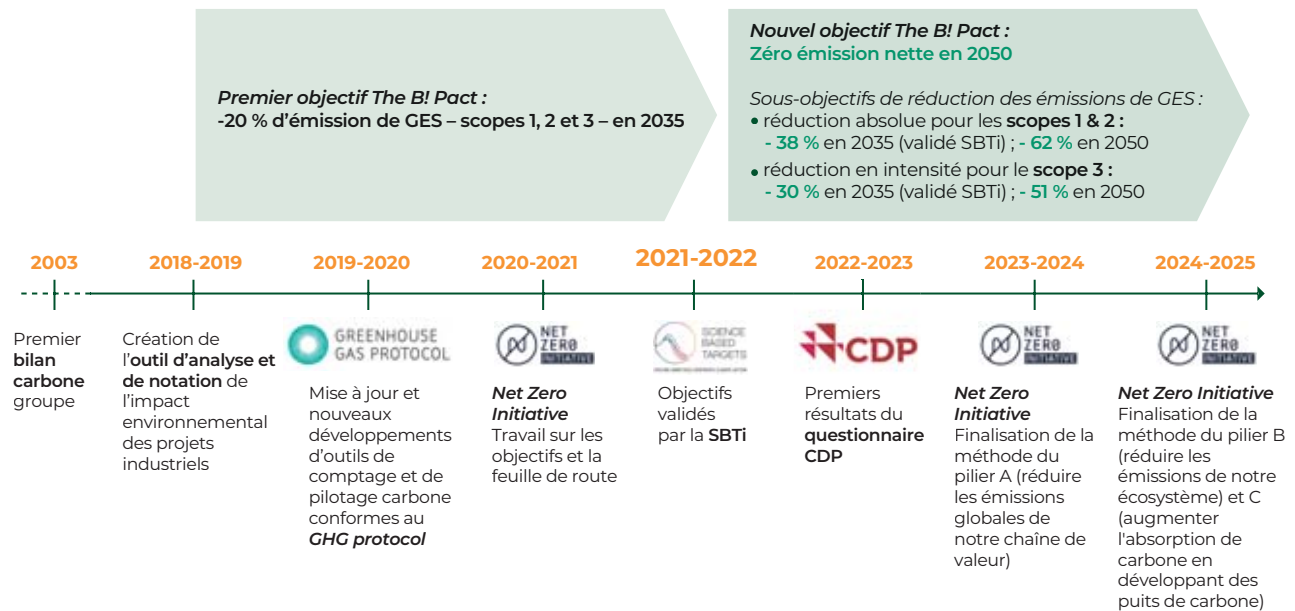 Premier objectif The B! Pact :
-20 % d’émission de GES – scopes 1, 2 et 3 – en 2035
Nouvel objectif The B! Pact :
Zéro émission nette en 2050
Sous-objectifs de réduction des émissions de GES :
• réduction absolue pour les scopes 1 & 2 :
- 38 % en 2035 (validé SBTi) ; - 62 % en 2050
• réduction en intensité pour le scope 3 :
- 30 % en 2035 (validé SBTi) ; - 51 % en 2050
2003
Premier
bilan
carbone
groupe
2018-2019
Création de
l’outil d’analyse et
de notation de
l’impact
environnemental
des projets
industriels
2019-2020
GREENHOUSE
GAS PROTOCOL
Mise à jour et
nouveaux
développements
d’outils de
comptage et de
pilotage carbone
conformes au
GHG protocol
2020-2021
NET
ZERØ
INITIATIVE
Net Zero
Initiative
Travail sur les
objectifs et la
feuille de route
2021-2022
SCIENCE
BASED
TARGETS
Objectifs
validés
par la SBTi
2022-2023
CDP
Premiers
résultats du
questionnaire
CDP
2023-2024
NET
ZERØ
INITIATIVE
Net Zero
Initiative
Finalisation de la
méthode du
pilier A (réduire
les émissions
globales de
notre chaîne de
valeur)
2024-2025
NET
ZERØ
INITIATIVE
Net Zero Initiative
Finalisation de la
méthode du pilier B
(réduire les
émissions de notre
écosystème) et C
(augmenter
l'absorption de
carbone en
développant des
puits de carbone)